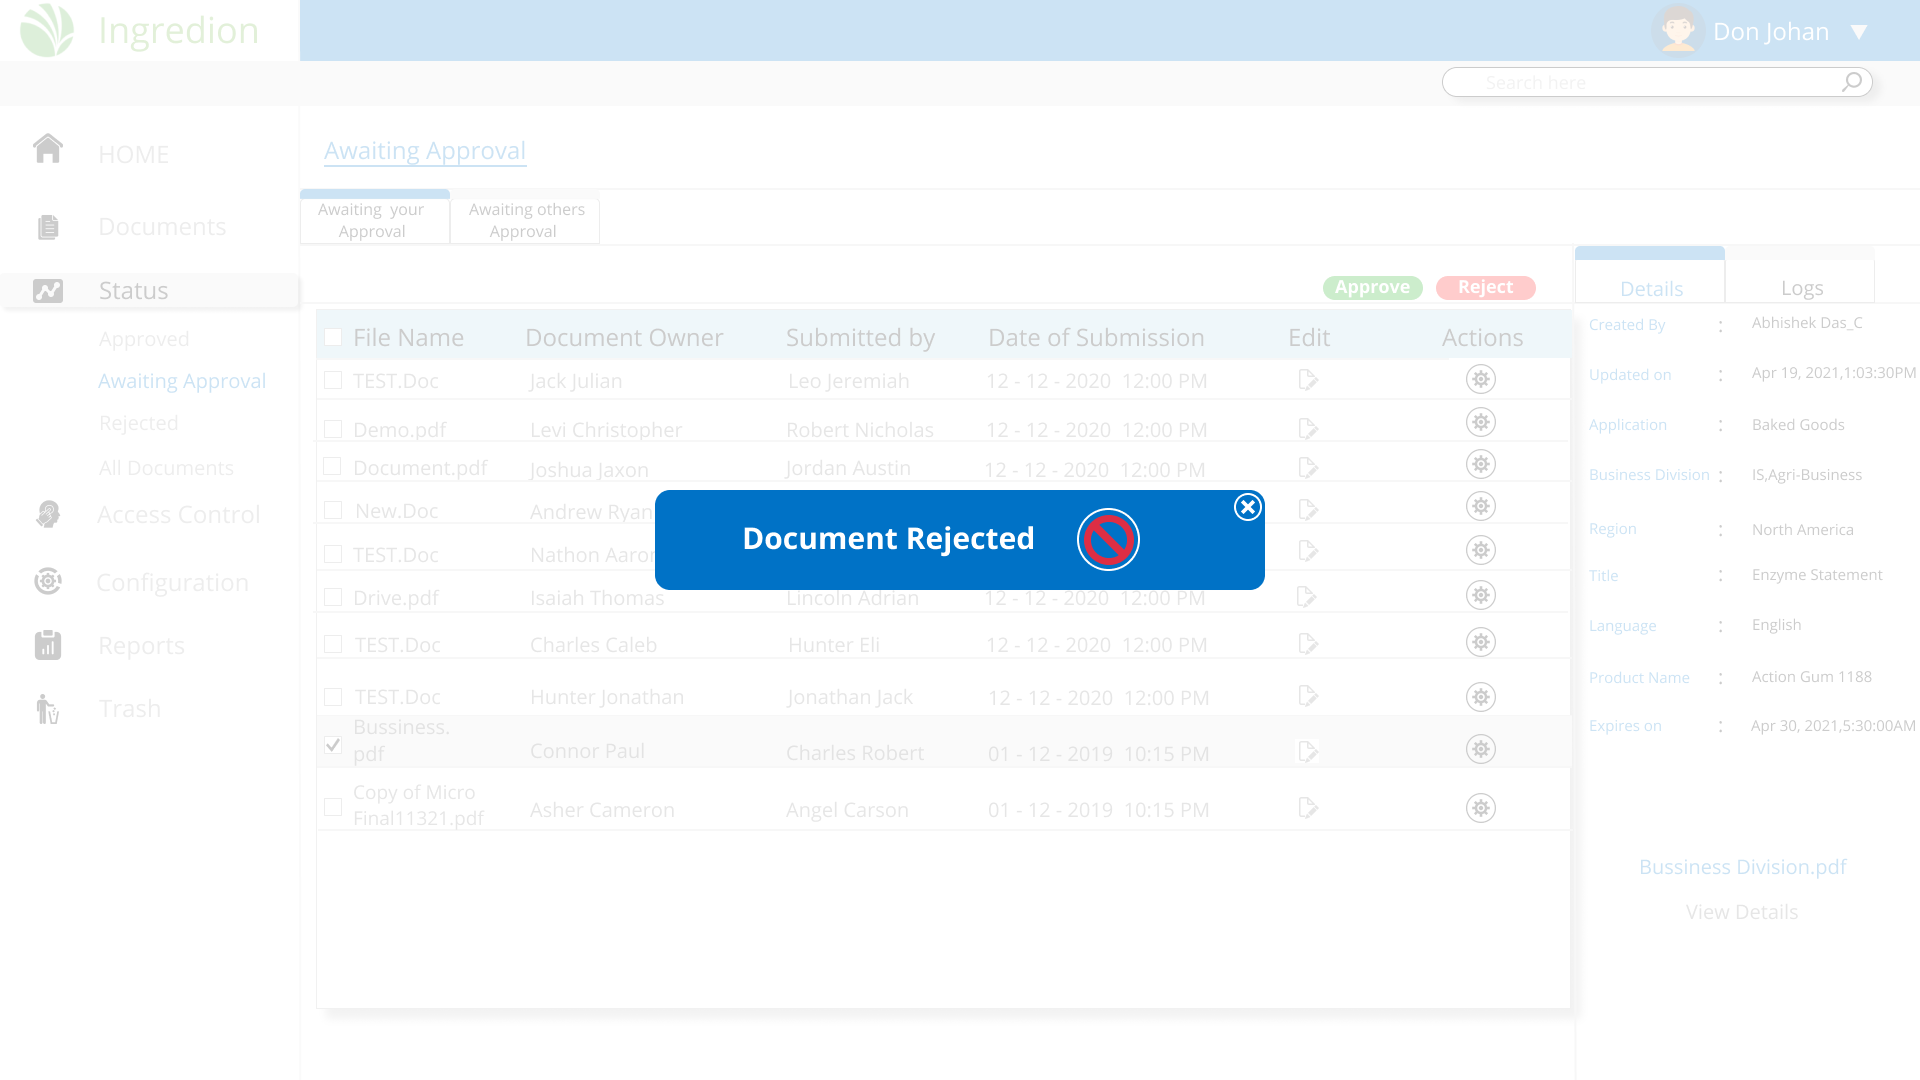 Ingredion
Don Johan
Search here
HOME
Documents
Status
Approved
Awaiting Approval
Rejected
All Documents
Access Control
Configuration
Reports
Trash
Awaiting Approval
Awaiting your
Approval
Awaiting others
Approval
Approve Reject
File Name Document Owner Submitted by Date of Submission Edit Actions
TEST.Doc Jack Julian Leo Jeremiah 12 - 12 - 2020 12:00 PM
Demo.pdf Levi Christopher Robert Nicholas 12 - 12 - 2020 12:00 PM
Document.pdf Joshua Jaxon Jordan Austin 12 - 12 - 2020 12:00 PM
New.Doc Andrew Ryan
TEST.Doc Nathon Aaron
Document Rejected
Drive.pdf Isaiah Thomas Lincoln Adrian 12 - 12 - 2020 12:00 PM
TEST.Doc Charles Caleb Hunter Eli 12 - 12 - 2020 12:00 PM
TEST.Doc Hunter Jonathan Jonathan Jack 12 - 12 - 2020 12:00 PM
Bussiness.
pdf Connor Paul Charles Robert 01 - 12 - 2019 10:15 PM
Copy of Micro
Final11321.pdf Asher Cameron Angel Carson 01 - 12 - 2019 10:15 PM
Details Logs
Created By : Abhishek Das_C
Updated on : Apr 19, 2021,1:03:30PM
Application : Baked Goods
Business Division : IS,Agri-Business
Region : North America
Title : Enzyme Statement
Language : English
Product Name : Action Gum 1188
Expires on : Apr 30, 2021,5:30:00AM
Bussiness Division.pdf
View Details